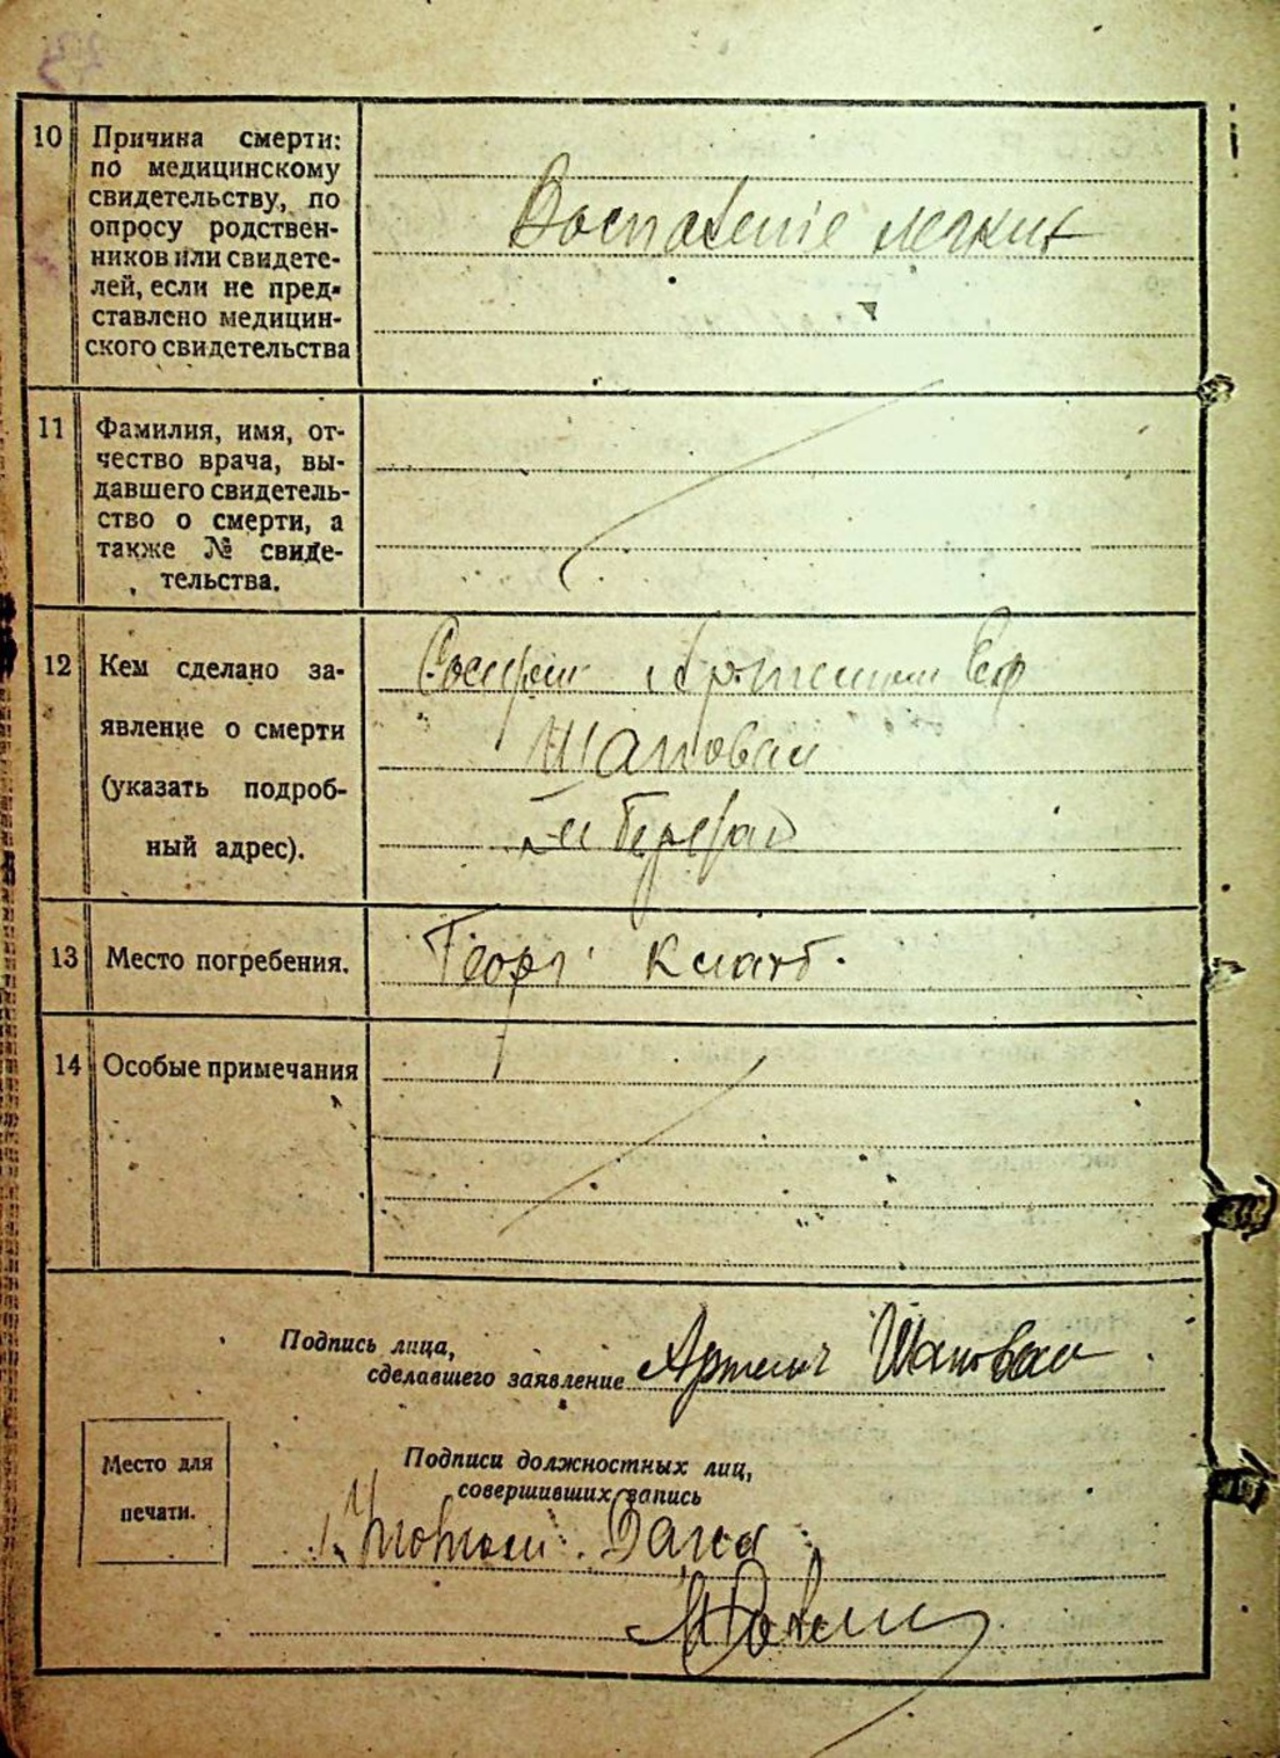 10 Причина смерти:
по медицинскому
свидетельству, по
опросу родствен-
ников или свидете-
лей, если не пред-
ставлено медицин-
ского свидетельства
Воспаление легких
11 Фамилия, имя, от-
чество врача, вы-
давшего свидетель-
ство о смерти, а
также № свиде-
тельства.
12 Кем сделано за-
явление о смерти
(указать подроб-
ный адрес).
Шаповал
13 Место погребения.
Георг кладб.
14 Особые примечания
Подпись лица,
сделавшего заявление Шаповал
Место для
печати.
Подписи должностных лиц,
совершивших запись